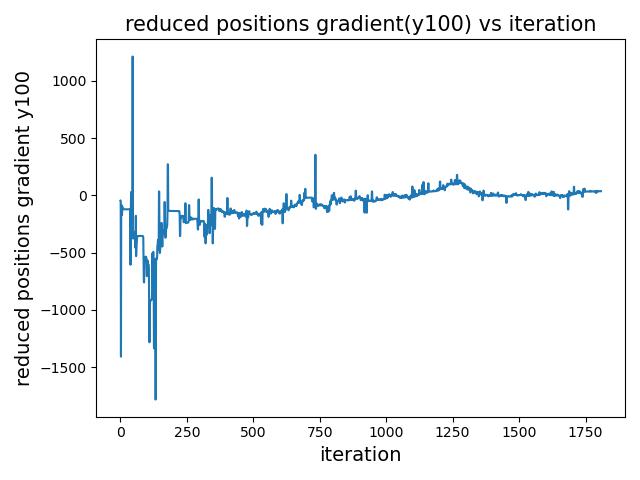 reduced positions gradient(y100) vs iteration
reduced positions gradient y100
1000
500
0
−500
−1000
−1500
0 250 500 750 1000 1250 1500 1750
iteration